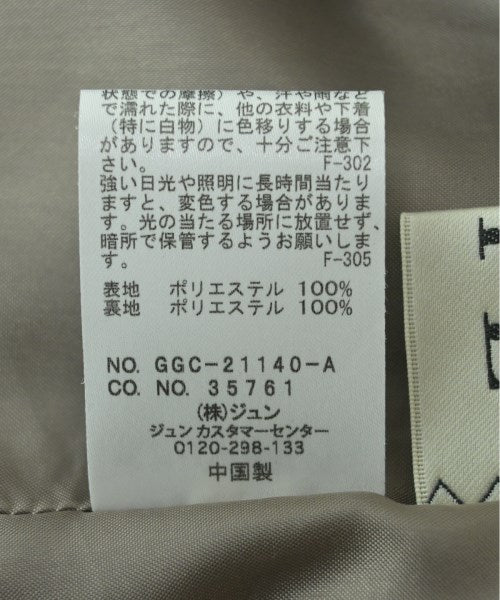 状態での摩擦)や、汗や雨など
で濡れた際に、他の衣料や下着
(特に白物)に色移りする場合
がありますので、十分ご注意下
さい。 F-302
強い日光や照明に長時間当たり
ますと、変色する場合がありま
す。光の当たる場所に放置せず、
暗所で保管するようお願いしま
す。 F-305
表地 ポリエステル 100%
裏地 ポリエステル 100%
NO. GGC-21140-A
CO. NO. 35761
(株)ジュン
ジュン カスタマーセンター
0120-298-133
中国製